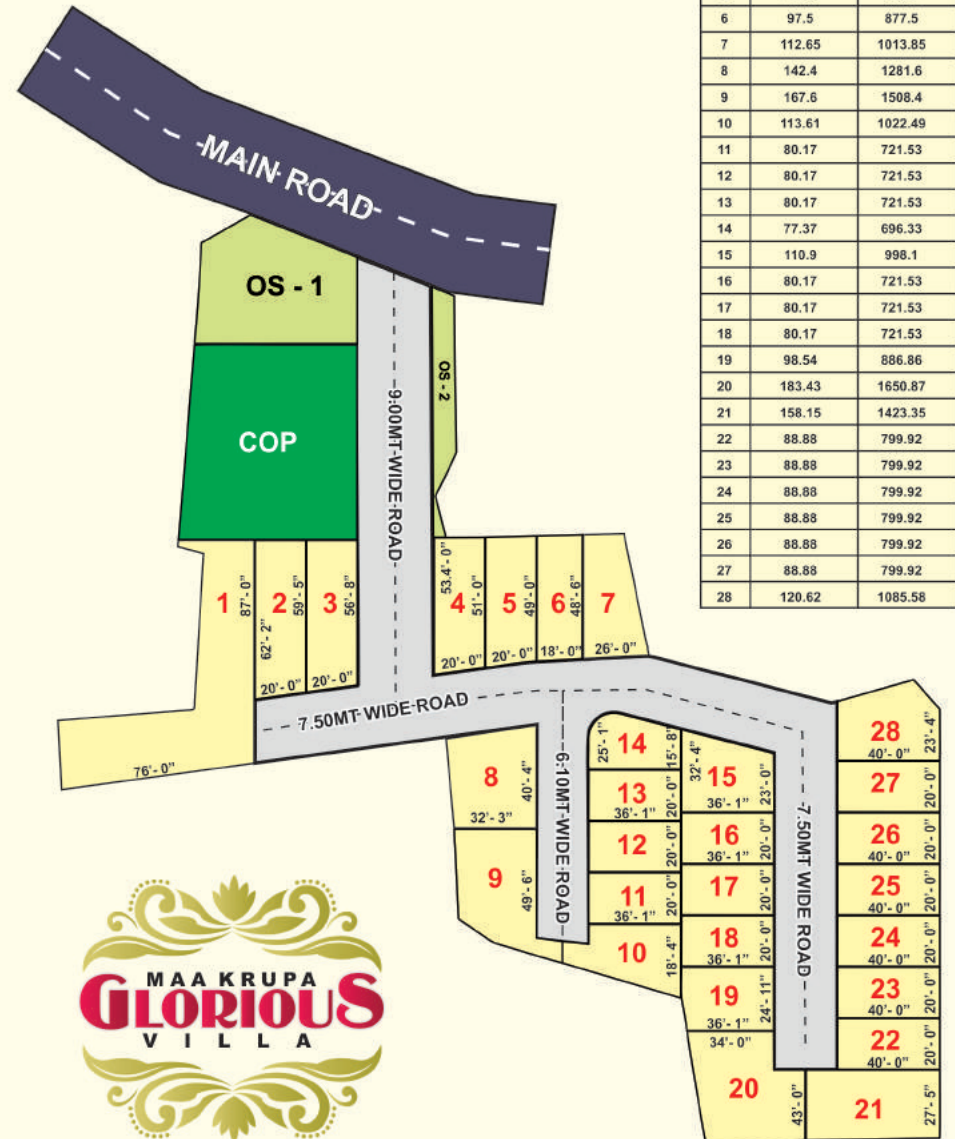 6 97.5 877.5
7 112.65 1013.85
8 142.4 1281.6
9 167.6 1508.4
10 113.61 1022.49
11 80.17 721.53
12 80.17 721.53
13 80.17 721.53
14 77.37 696.33
15 110.9 998.1
16 80.17 721.53
17 80.17 721.53
18 80.17 721.53
19 98.54 886.86
20 183.43 1650.87
21 158.15 1423.35
22 88.88 799.92
23 88.88 799.92
24 88.88 799.92
25 88.88 799.92
26 88.88 799.92
27 88.88 799.92
28 120.62 1085.58
MAIN ROAD
OS - 1
COP
9:00MT-WIDE-ROAD
OS - 2
1
87'- 0"
2
62'- 2"
59'- 5"
20'- 0"
3
56'- 8"
20'- 0"
4
53.4'- 0"
51'- 0"
20'- 0"
5
49'- 0"
20'- 0"
6
48'- 6"
18'- 0"
7
26'- 0"
7.50MT WIDE ROAD
76'- 0"
8
40'- 4"
32'- 3"
9
49'- 6"
6:10MT-WIDE-ROAD
14
25'- 1"
15'- 8"
13
36'- 1"
20'- 0"
12
20'- 0"
11
36'- 1"
20'- 0"
10
18'- 4"
32'- 4"
15
36'- 1"
23'- 0"
16
36'- 1"
20'- 0"
17
20'- 0"
18
36'- 1"
20'- 0"
19
36'- 1"
24'- 11"
34'- 0"
20
43'- 0"
7.50MT WIDE ROAD
28
40'- 0"
23'- 4"
27
20'- 0"
26
40'- 0"
20'- 0"
25
40'- 0"
20'- 0"
24
40'- 0"
20'- 0"
23
40'- 0"
20'- 0"
22
40'- 0"
20'- 0"
21
27'- 5"
MAA KRUPA
GLORIOUS
VILLA